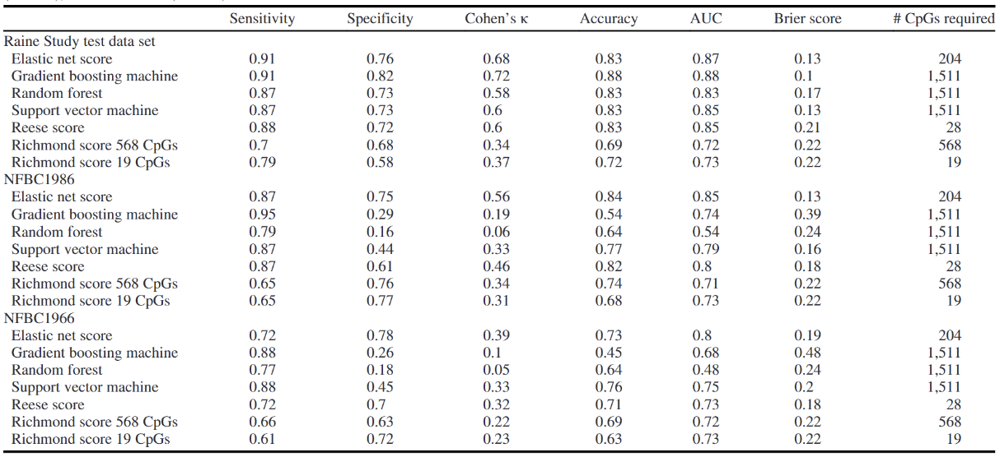 Sensitivity Specificity Cohen's κ Accuracy AUC Brier score # CpGs required
Raine Study test data set
Elastic net score 0.91 0.76 0.68 0.83 0.87 0.13 204
Gradient boosting machine 0.91 0.82 0.72 0.88 0.88 0.1 1,511
Random forest 0.87 0.73 0.58 0.83 0.83 0.17 1,511
Support vector machine 0.87 0.73 0.6 0.83 0.85 0.13 1,511
Reese score 0.88 0.72 0.6 0.83 0.85 0.21 28
Richmond score 568 CpGs 0.7 0.68 0.34 0.69 0.72 0.22 568
Richmond score 19 CpGs 0.79 0.58 0.37 0.72 0.73 0.22 19
NFBC1986
Elastic net score 0.87 0.75 0.56 0.84 0.85 0.13 204
Gradient boosting machine 0.95 0.29 0.19 0.54 0.74 0.39 1,511
Random forest 0.79 0.16 0.06 0.64 0.54 0.24 1,511
Support vector machine 0.87 0.44 0.33 0.77 0.79 0.16 1,511
Reese score 0.87 0.61 0.46 0.82 0.8 0.18 28
Richmond score 568 CpGs 0.65 0.76 0.34 0.74 0.71 0.22 568
Richmond score 19 CpGs 0.65 0.77 0.31 0.68 0.73 0.22 19
NFBC1966
Elastic net score 0.72 0.78 0.39 0.73 0.8 0.19 204
Gradient boosting machine 0.88 0.26 0.1 0.45 0.68 0.48 1,511
Random forest 0.77 0.18 0.05 0.64 0.48 0.24 1,511
Support vector machine 0.88 0.45 0.33 0.76 0.75 0.2 1,511
Reese score 0.72 0.7 0.32 0.71 0.73 0.18 28
Richmond score 568 CpGs 0.66 0.63 0.22 0.69 0.72 0.22 568
Richmond score 19 CpGs 0.61 0.72 0.23 0.63 0.73 0.22 19